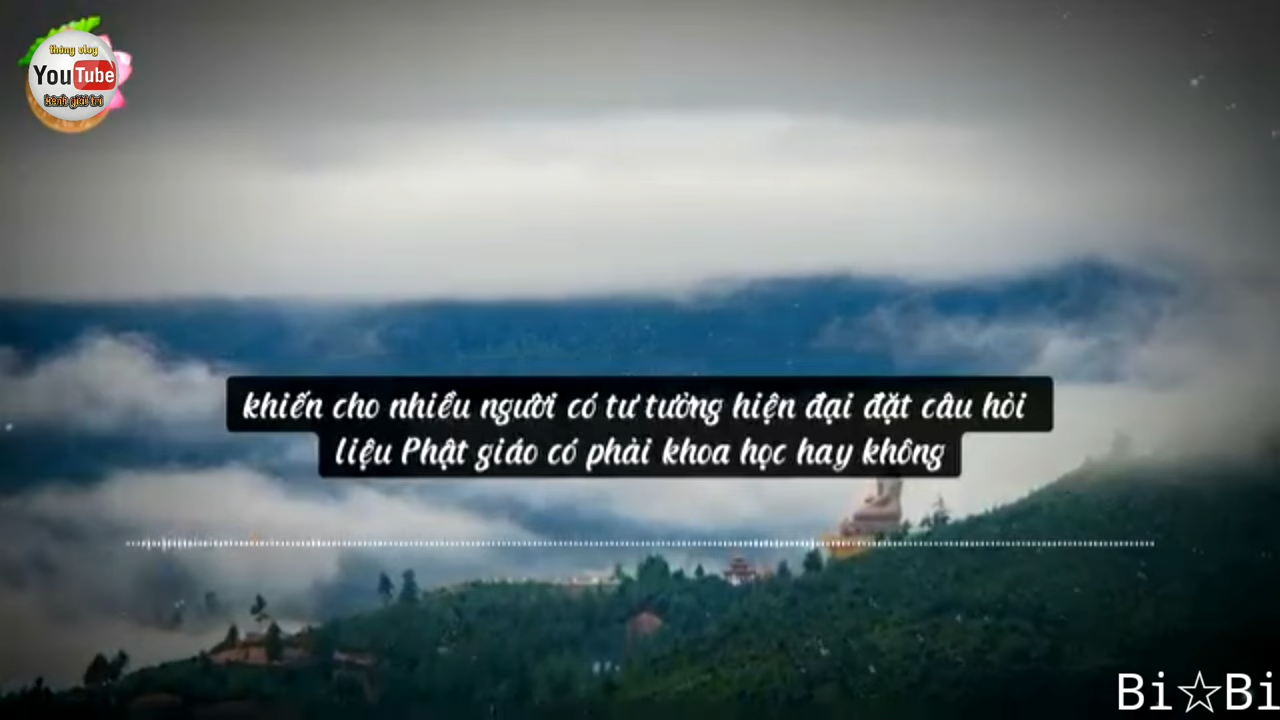 thắng vlog
YouTube
kênh giải trí
khiến cho nhiều người có tư tưởng hiện đại đặt câu hỏi
liệu Phật giáo có phải khoa học hay không
Bi☆Bi